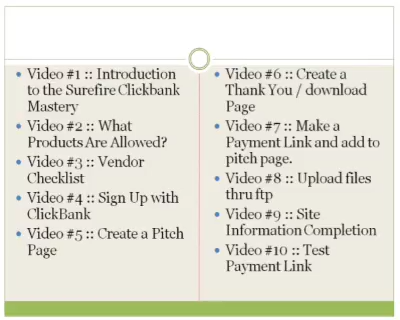 Video #1 :: Introduction
to the Surefire Clickbank
Mastery
Video #2 :: What
Products Are Allowed?
Video #3 :: Vendor
Checklist
Video #4 :: Sign Up with
ClickBank
Video #5 :: Create a Pitch
Page
Video #6 :: Create a
Thank You / download
Page
Video #7 :: Make a
Payment Link and add to
pitch page.
Video #8 :: Upload files
thru ftp
Video #9 :: Site
Information Completion
Video #10 :: Test
Payment Link